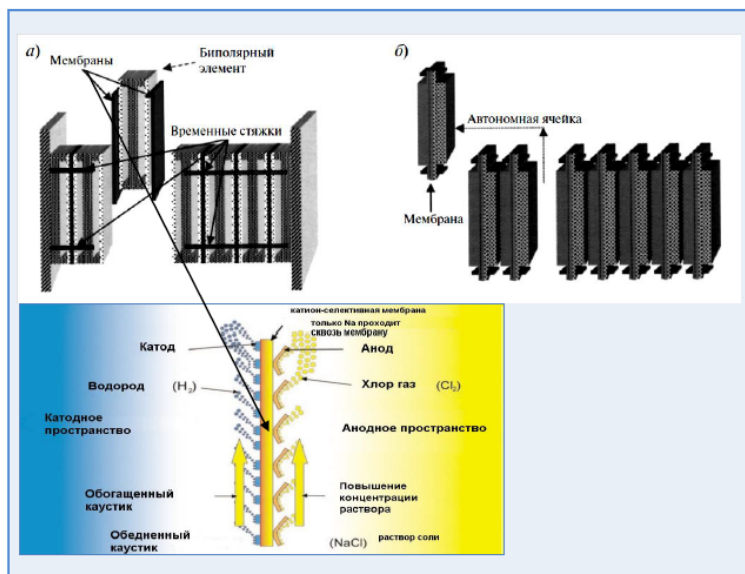 а)
Мембраны
Биполярный
элемент
Временные стяжки
б)
Автономная ячейка
Мембрана
катион-селективная мембрана
только Na проходит
сквозь мембрану
Катод
Анод
Водород
(H₂)
Хлор газ
(Cl₂)
Катодное
пространство
Анодное пространство
Обогащенный
каустик
Повышение
концентрации
раствора
Обедненный
каустик
(NaCl)
раствор соли